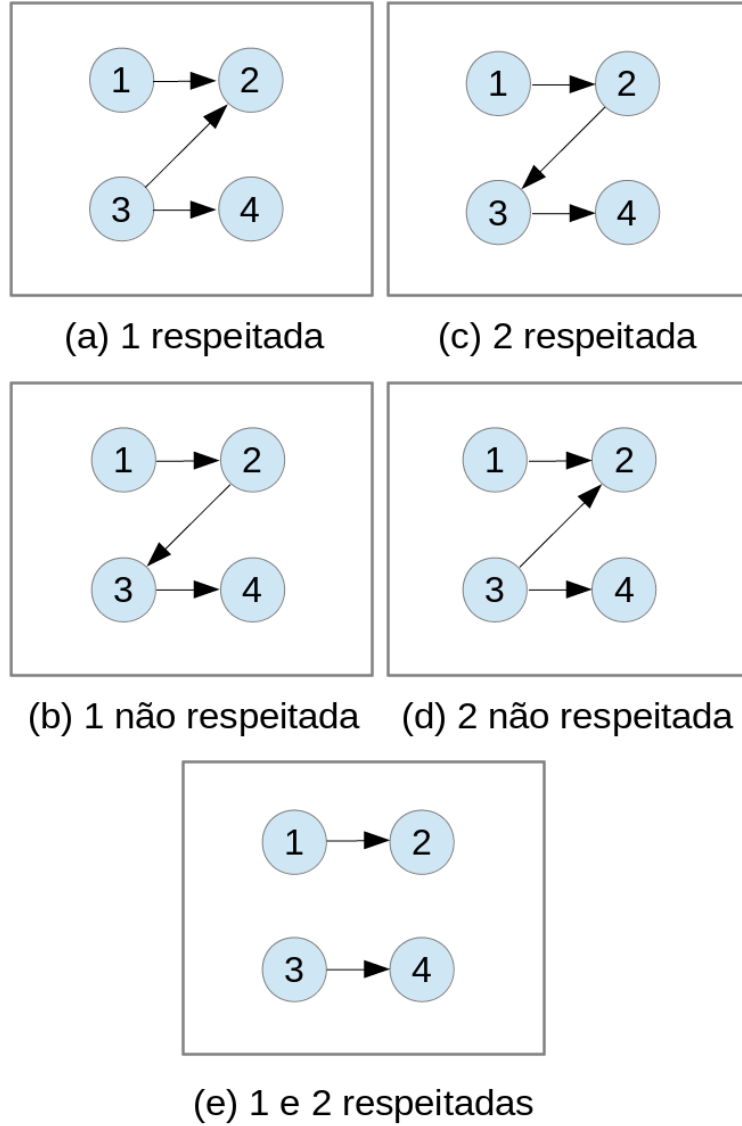 1 2
3 4
(a) 1 respeitada
1 2
3 4
(c) 2 respeitada
1 2
3 4
(b) 1 não respeitada
1 2
3 4
(d) 2 não respeitada
1 2
3 4
(e) 1 e 2 respeitadas